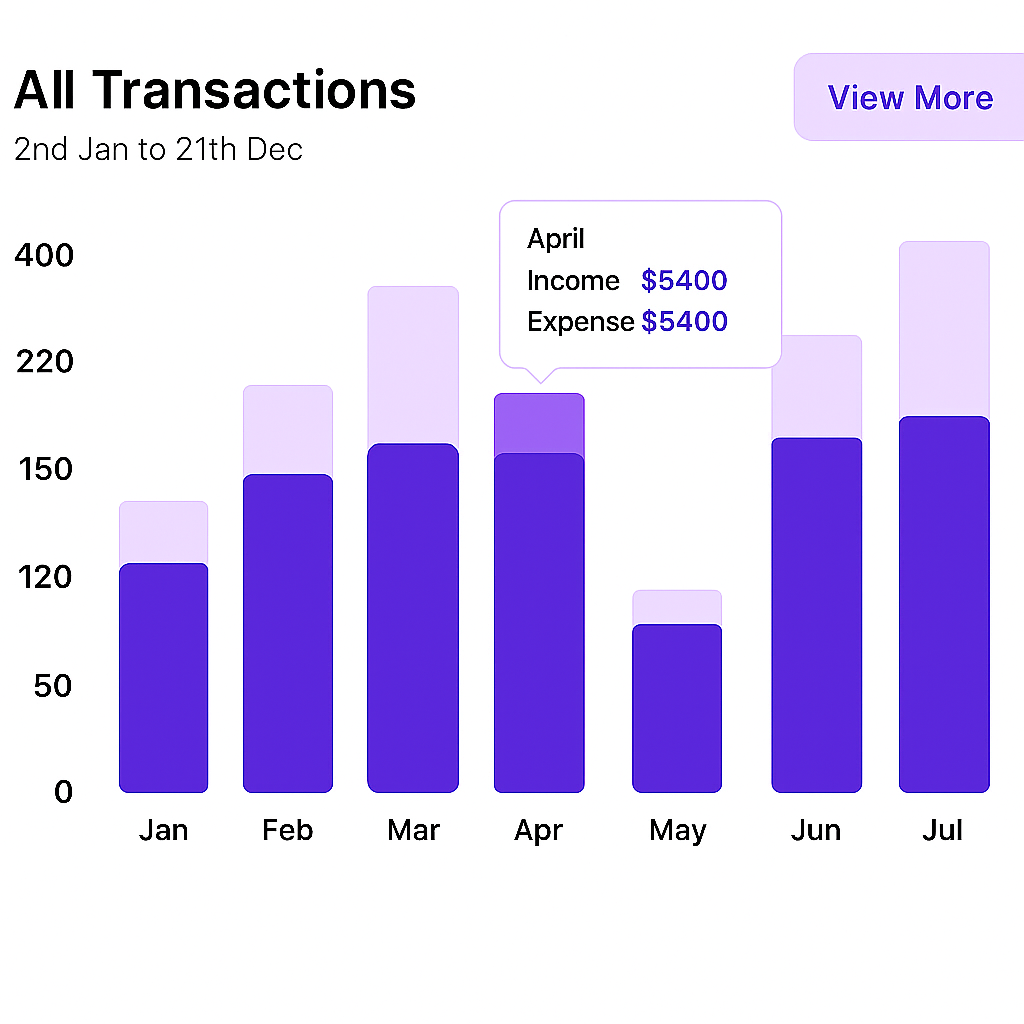 All Transactions
View More
2nd Jan to 21th Dec
April
Income $5400
Expense $5400
400
220
150
120
50
0
Jan Feb Mar Apr May Jun Jul